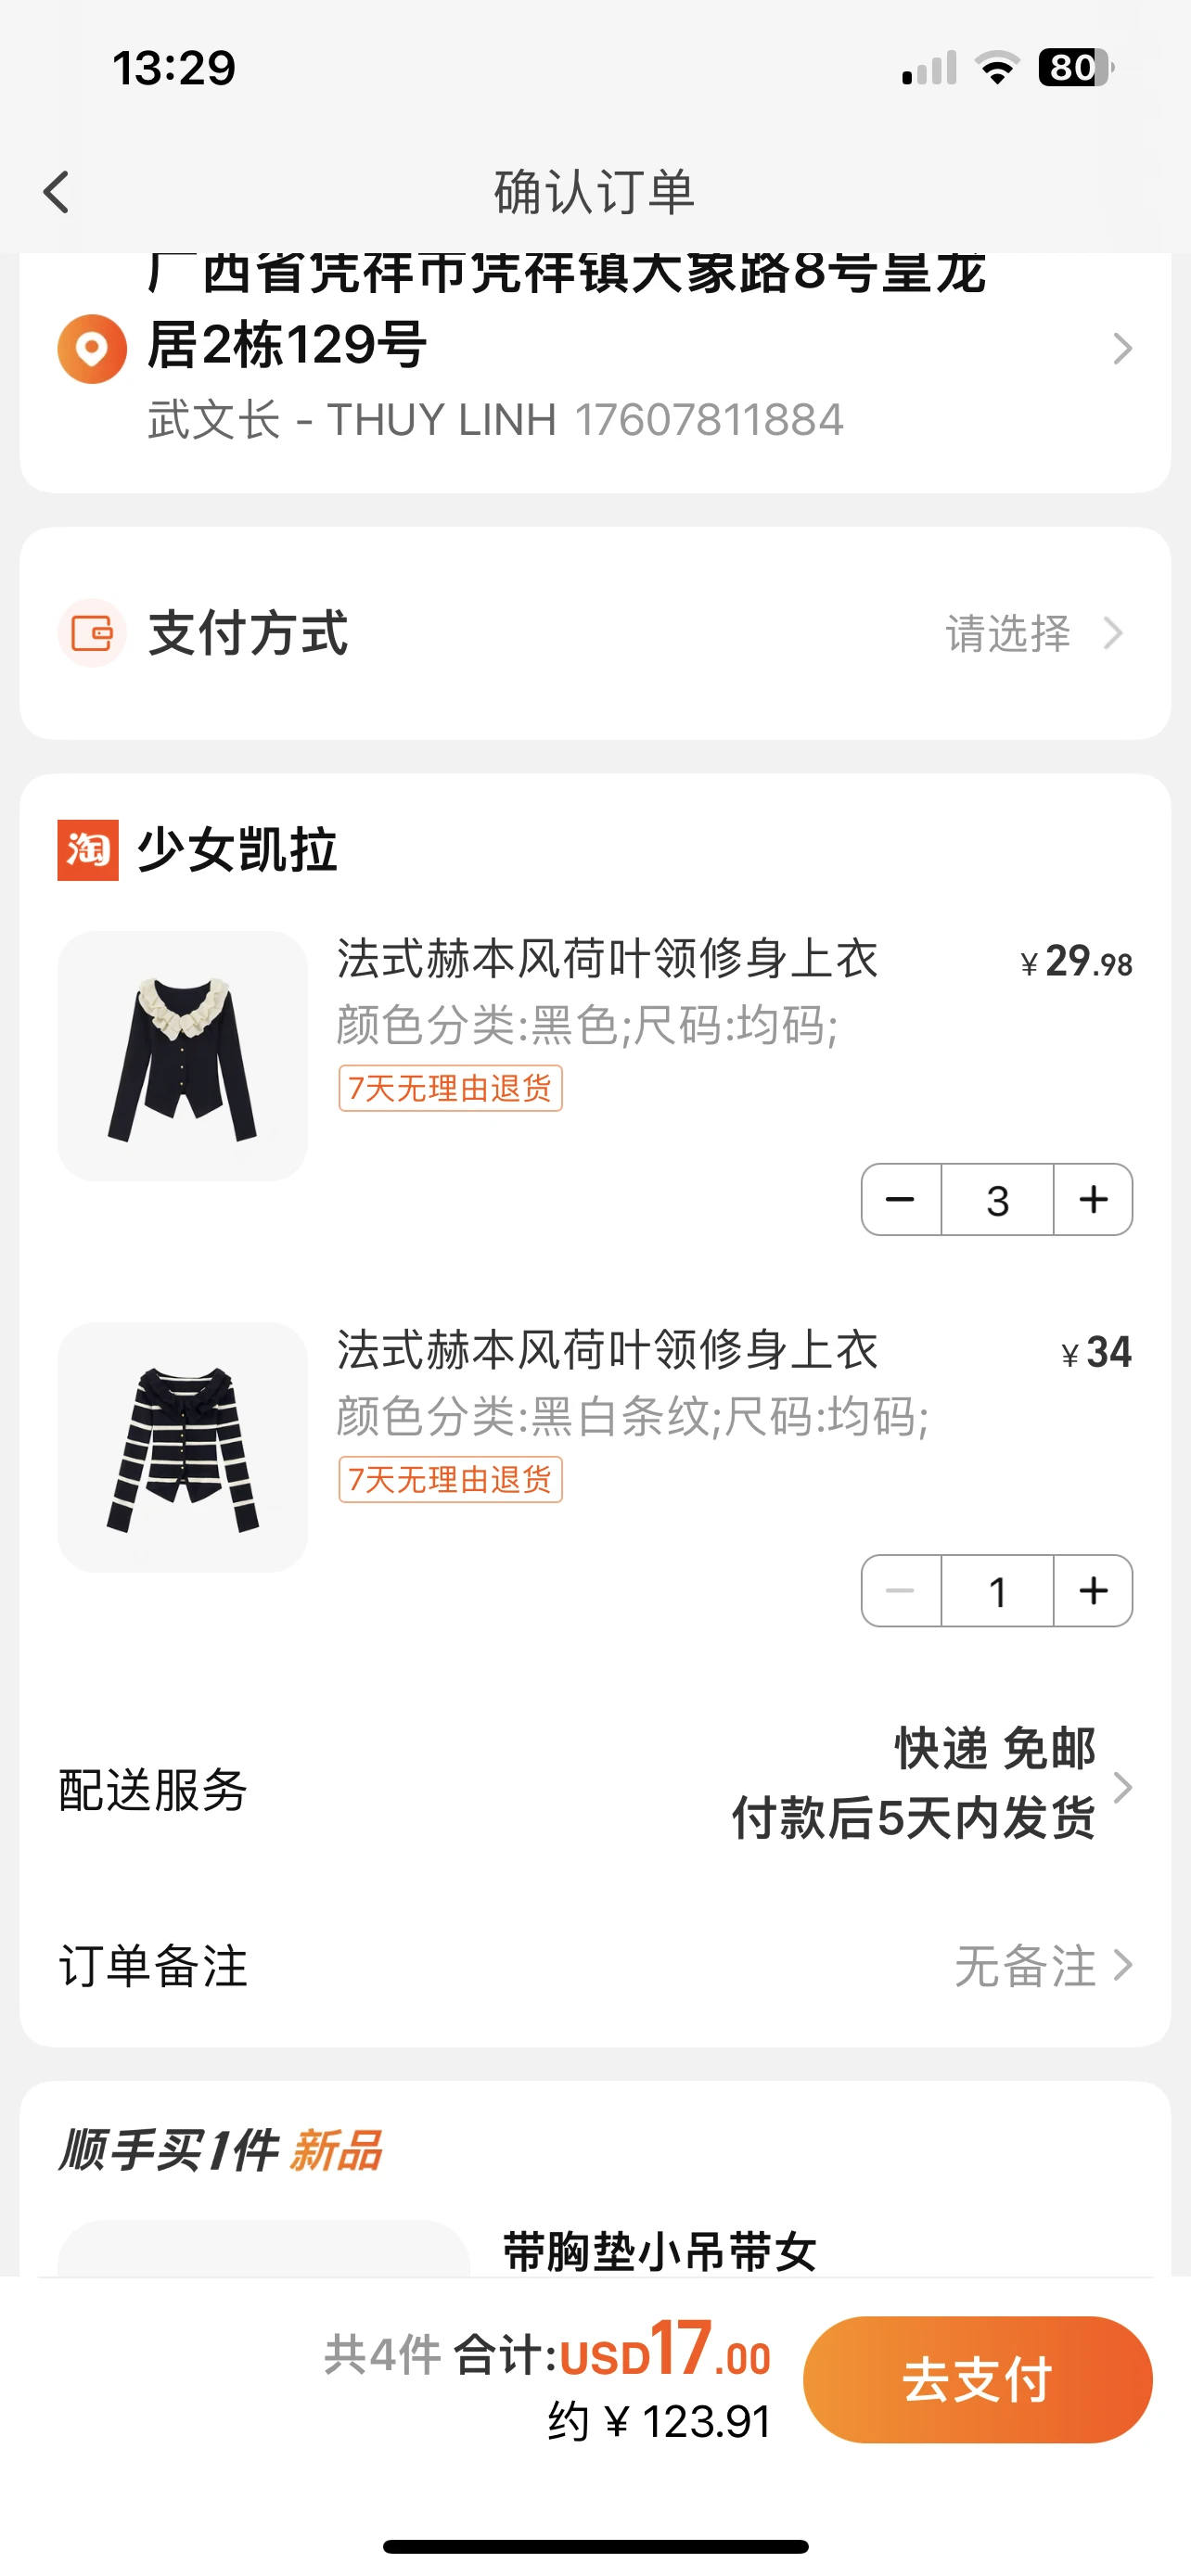 13:29
80
确认订单
广西省凭祥市凭祥镇大象路8号皇龙
居2栋129号
武文长 - THUY LINH 17607811884
支付方式
请选择
淘 少女凯拉
法式赫本风荷叶领修身上衣
¥29.98
颜色分类:黑色;尺码:均码;
7天无理由退货
3
法式赫本风荷叶领修身上衣
¥34
颜色分类:黑白条纹;尺码:均码;
7天无理由退货
1
配送服务
快递 免邮
付款后5天内发货
订单备注
无备注
顺手买1件 新品
带胸垫小吊带女
共4件 合计:USD17.00
约 ¥ 123.91
去支付